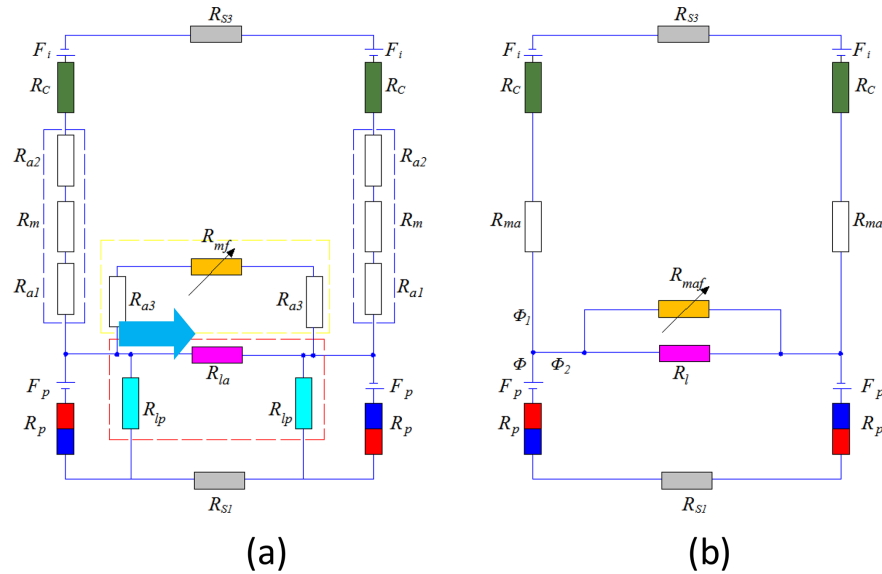 R_S3
F_i F_i
R_C R_C
R_a2 R_a2
R_m R_m
R_mf
R_a1 R_a3 R_a3 R_a1
R_la
F_p F_p
R_lp R_lp
R_p R_p
R_S1
(a)
R_S3
F_i F_i
R_C R_C
R_ma R_ma
R_maf
Φ_1
Φ Φ_2 R_l
F_p F_p
R_p R_p
R_S1
(b)